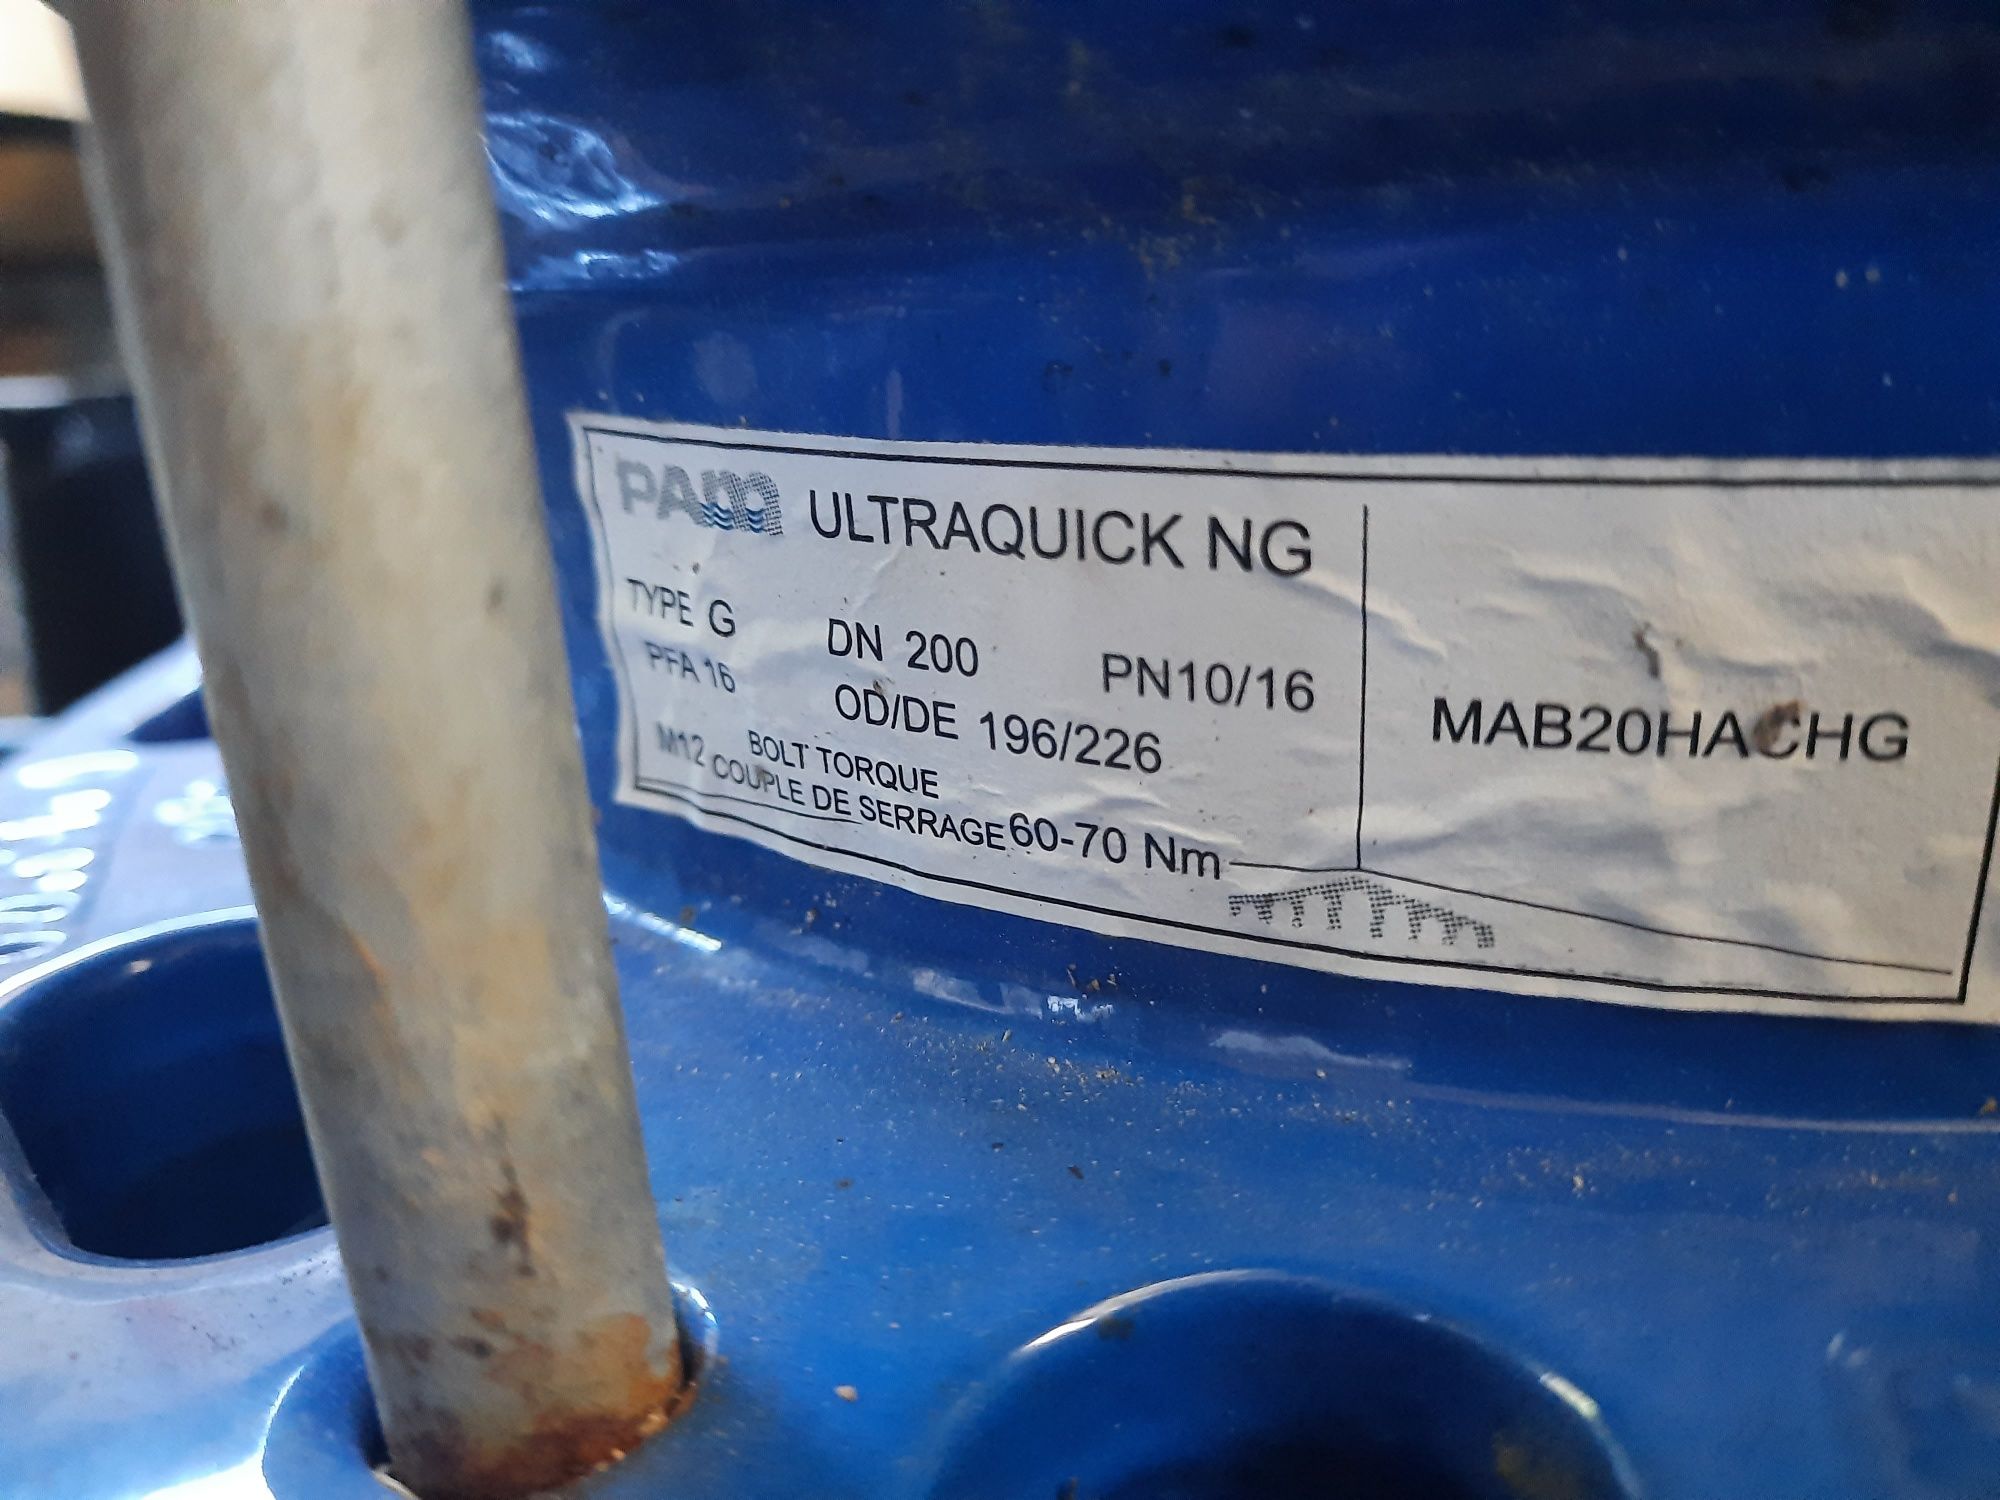 PAM ULTRAQUICK NG
TYPE G DN 200 PN10/16
PFA 16 OD/DE 196/226
M12 BOLT TORQUE
COUPLE DE SERRAGE 60-70 Nm
MAB20HACHG